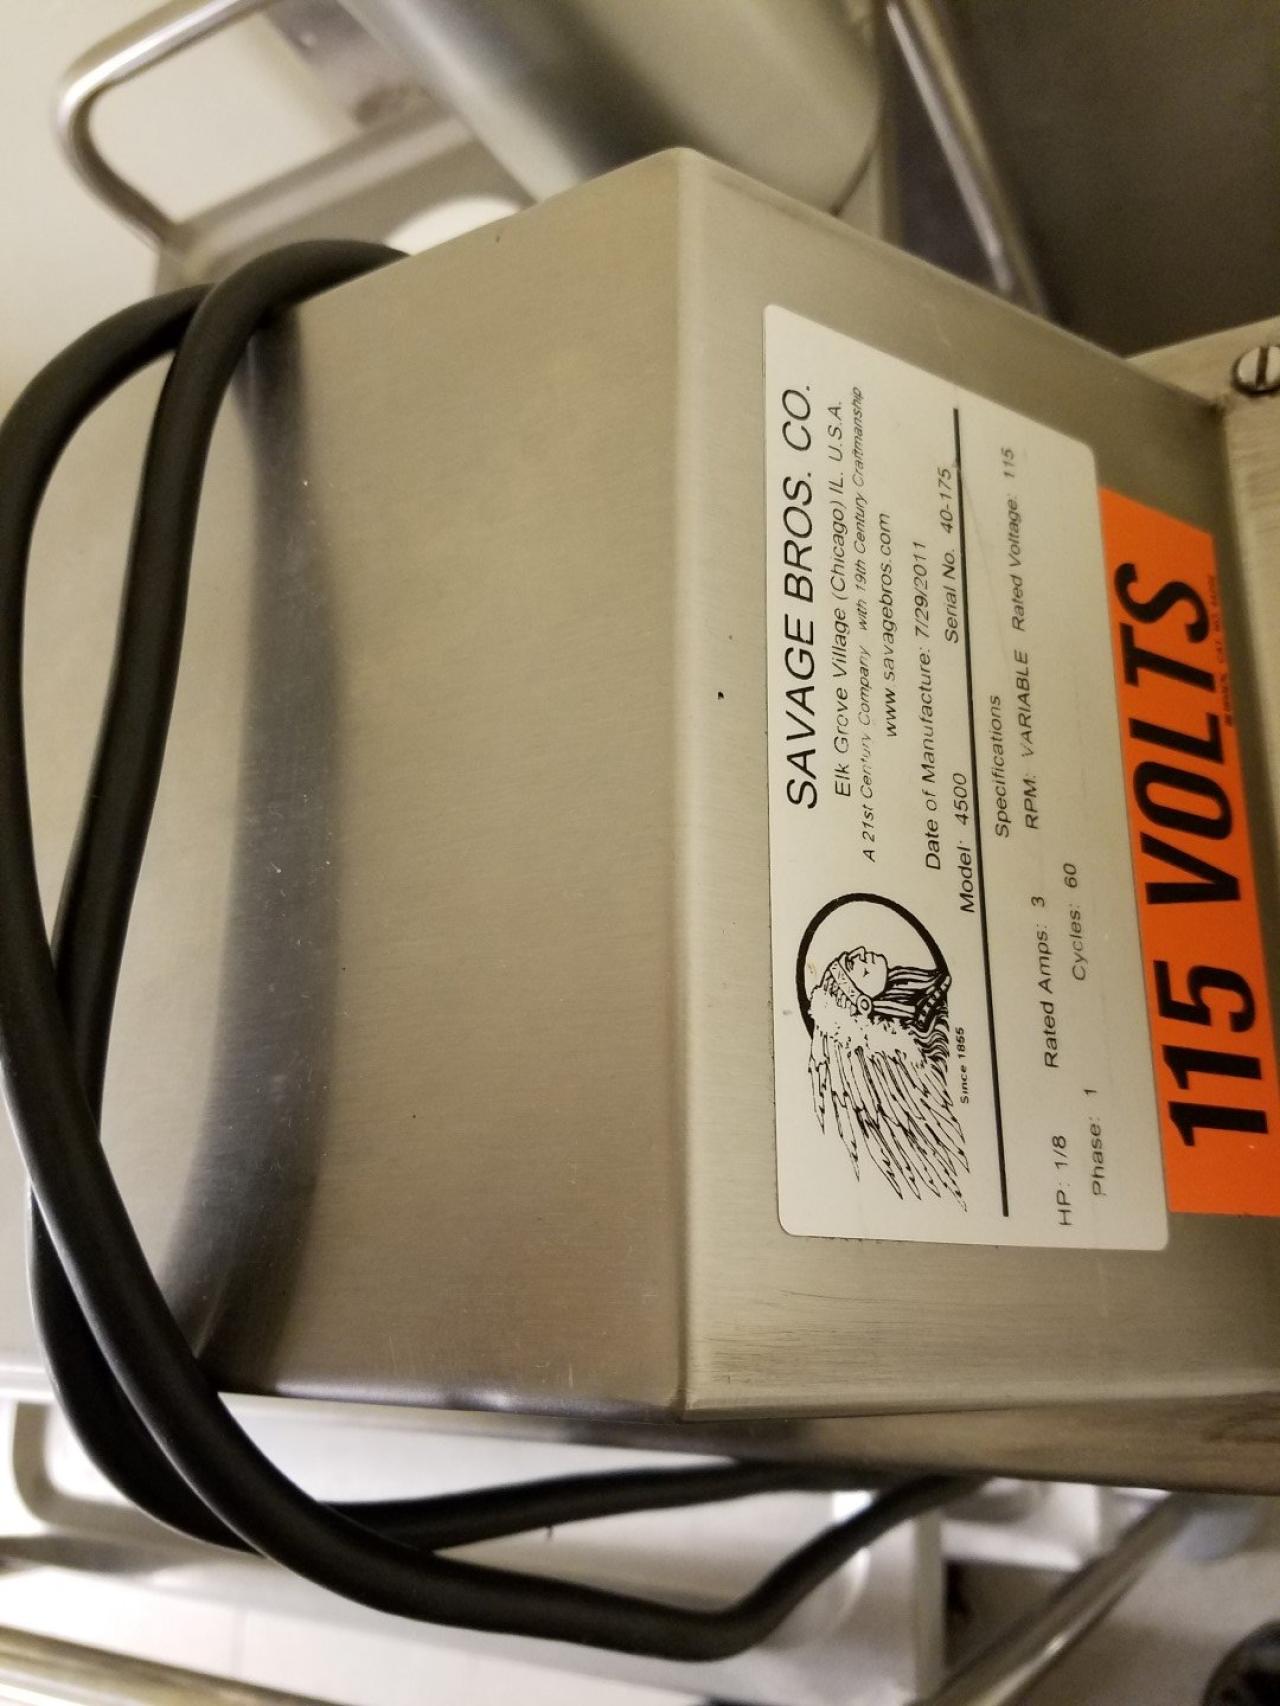 SAVAGE BROS. CO.
Elk Grove Village (Chicago) IL. U.S.A.
A 21st Century Company with 19th Century Craftmanship
www.savagebros.com
Date of Manufacture: 7/29/2011
Model: 4500 Serial No. 40-175
Since 1855
Specifications
HP: 1/8 Rated Amps: 3 RPM: VARIABLE Rated Voltage: 115
Phase: 1 Cycles: 60
115 VOLTS